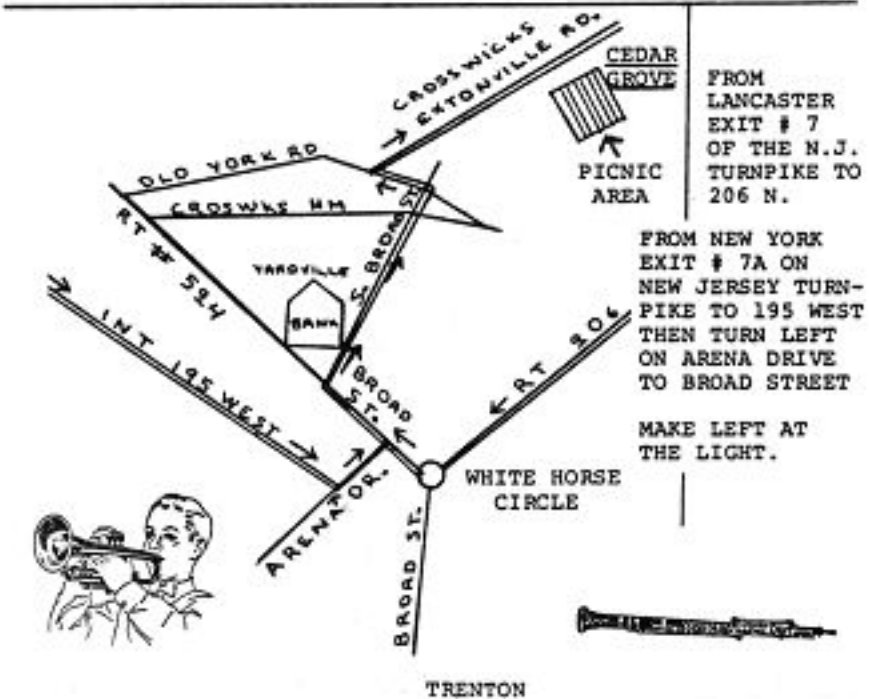 CROSSWICKS
EXTONVILLE RD.
CEDAR
GROVE
PICNIC
AREA
FROM
LANCASTER
EXIT # 7
OF THE N.J.
TURNPIKE TO
206 N.
OLD YORK RD
CROSWKS HM
RT # 524
YARDVILLE
BANK
S. BROAD ST.
FROM NEW YORK
EXIT # 7A ON
NEW JERSEY TURN-
PIKE TO 195 WEST
THEN TURN LEFT
ON ARENA DRIVE
TO BROAD STREET
MAKE LEFT AT
THE LIGHT.
INT 195 WEST
BROAD
ST.
RT 206
WHITE HORSE
CIRCLE
ARENA DR.
BROAD ST.
TRENTON